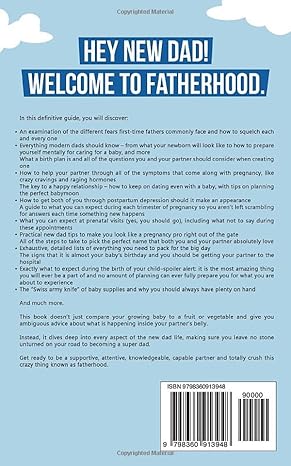 HEY NEW DAD!
WELCOME TO FATHERHOOD.
In this definitive guide, you will discover:
• An examination of the different fears first-time fathers commonly face and how to squelch each
and every one
• Everything modern dads should know – from what your newborn will look like to how to prepare
yourself mentally for caring for a baby, and more
What a birth plan is and all of the questions you and your partner should consider when creating
one
• How to help your partner through all of the symptoms that come along with pregnancy, like
crazy cravings and raging hormones
The key to a happy relationship – how to keep on dating even with a baby, with tips on planning
the perfect babymoon
• How to get both of you through postpartum depression should it make an appearance
A guide to what you can expect during each trimester of pregnancy so you aren't left scrambling
for answers each time something new happens
• What you can expect at prenatal visits (yes, you should go), including what not to say during
these appointments
• Practical new dad tips to make you look like a pregnancy pro right out of the gate
All of the steps to take to pick the perfect name that both you and your partner absolutely love
• Exhaustive, detailed lists of everything you need to pack for the big day
The signs that it is almost your baby's birthday and you should be getting your partner to the
hospital
• Exactly what to expect during the birth of your child-spoiler alert: it is the most amazing thing
you will ever be a part of and no amount of planning can ever fully prepare you for what you are
about to experience
• The "Swiss army knife" of baby supplies and why you should always have plenty on hand
And much more.
This book doesn't just compare your growing baby to a fruit or vegetable and give you
ambiguous advice about what is happening inside your partner's belly.
Instead, it dives deep into every aspect of the new dad life, making sure you leave no stone
unturned on your road to becoming a super dad.
Get ready to be a supportive, attentive, knowledgeable, capable partner and totally crush this
crazy thing known as fatherhood.
ISBN 9798360913948
90000
9 798360 913948